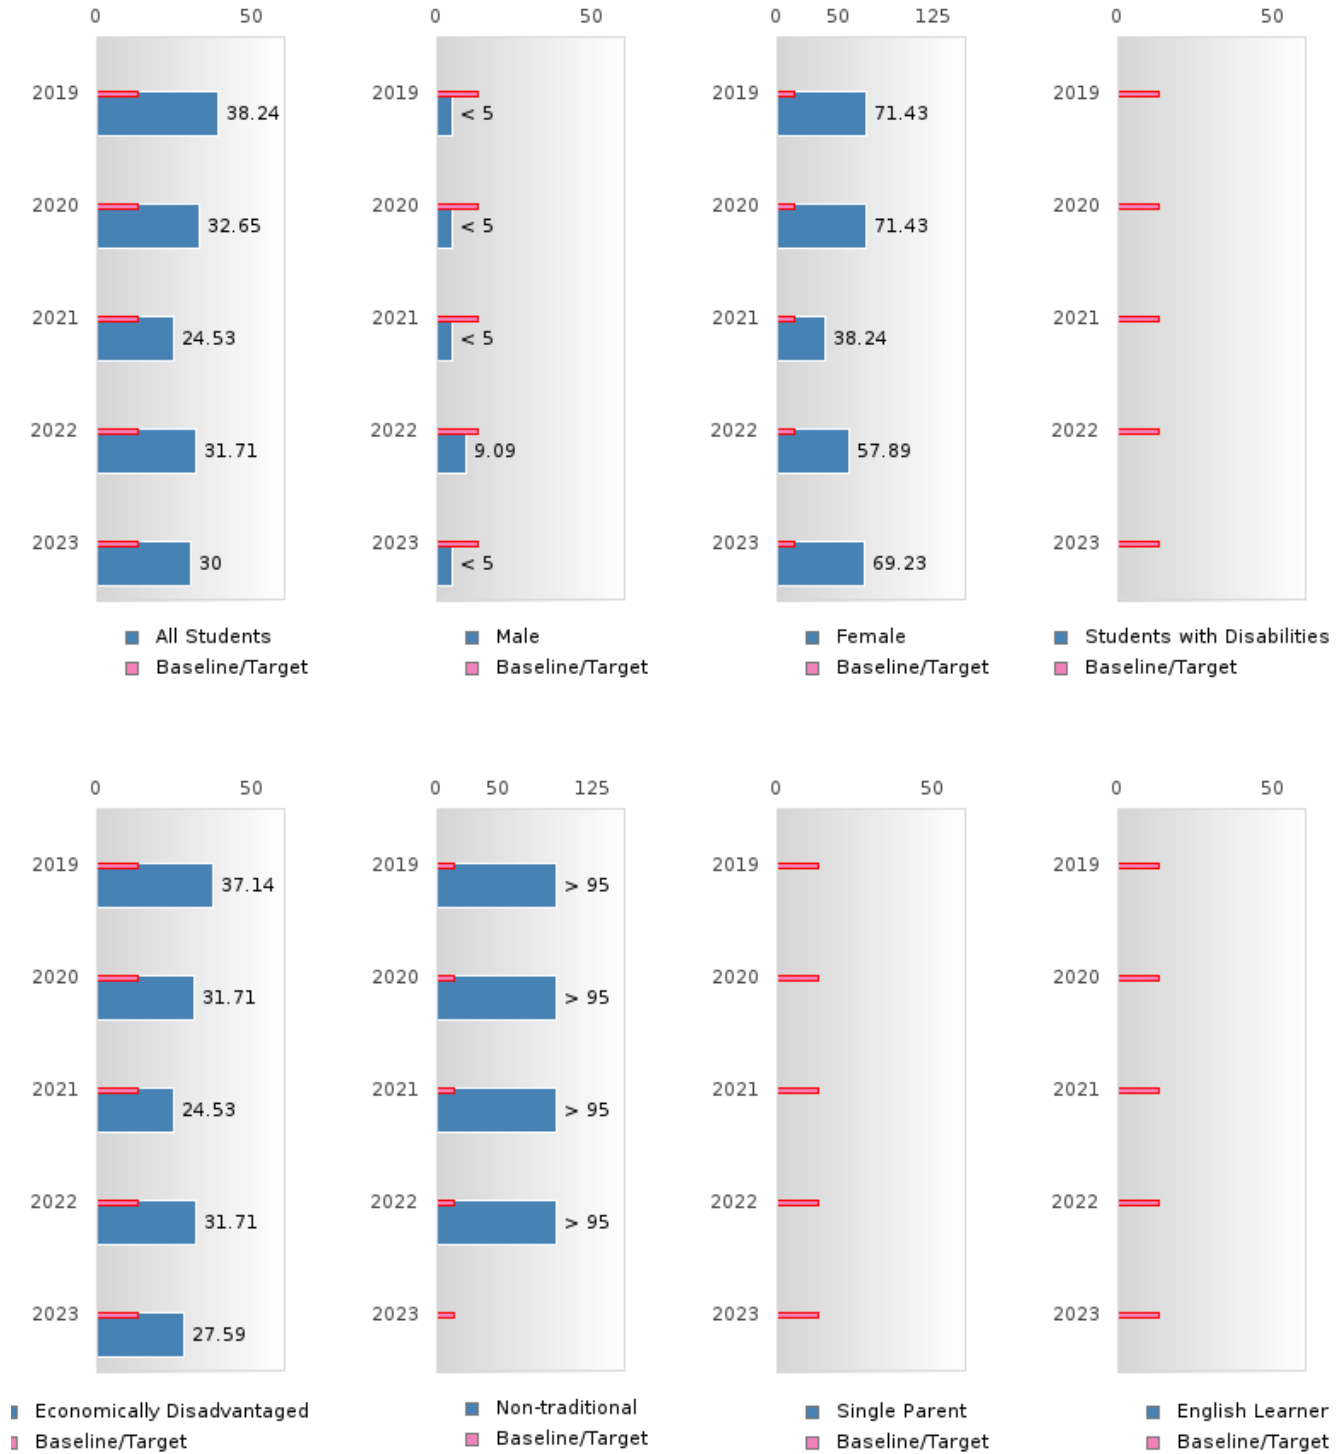 0 50
0 50
0 50 125
0 50
2019 38.24
2020 32.65
2021 24.53
2022 31.71
2023 30
All Students
Baseline/Target
2019 < 5
2020 < 5
2021 < 5
2022 9.09
2023 < 5
Male
Baseline/Target
2019 71.43
2020 71.43
2021 38.24
2022 57.89
2023 69.23
Female
Baseline/Target
2019
2020
2021
2022
2023
Students with Disabilities
Baseline/Target
0 50
0 50 125
0 50
0 50
2019 37.14
2020 31.71
2021 24.53
2022 31.71
2023 27.59
Economically Disadvantaged
Baseline/Target
2019 > 95
2020 > 95
2021 > 95
2022 > 95
2023
Non-traditional
Baseline/Target
2019
2020
2021
2022
2023
Single Parent
Baseline/Target
2019
2020
2021
2022
2023
English Learner
Baseline/Target